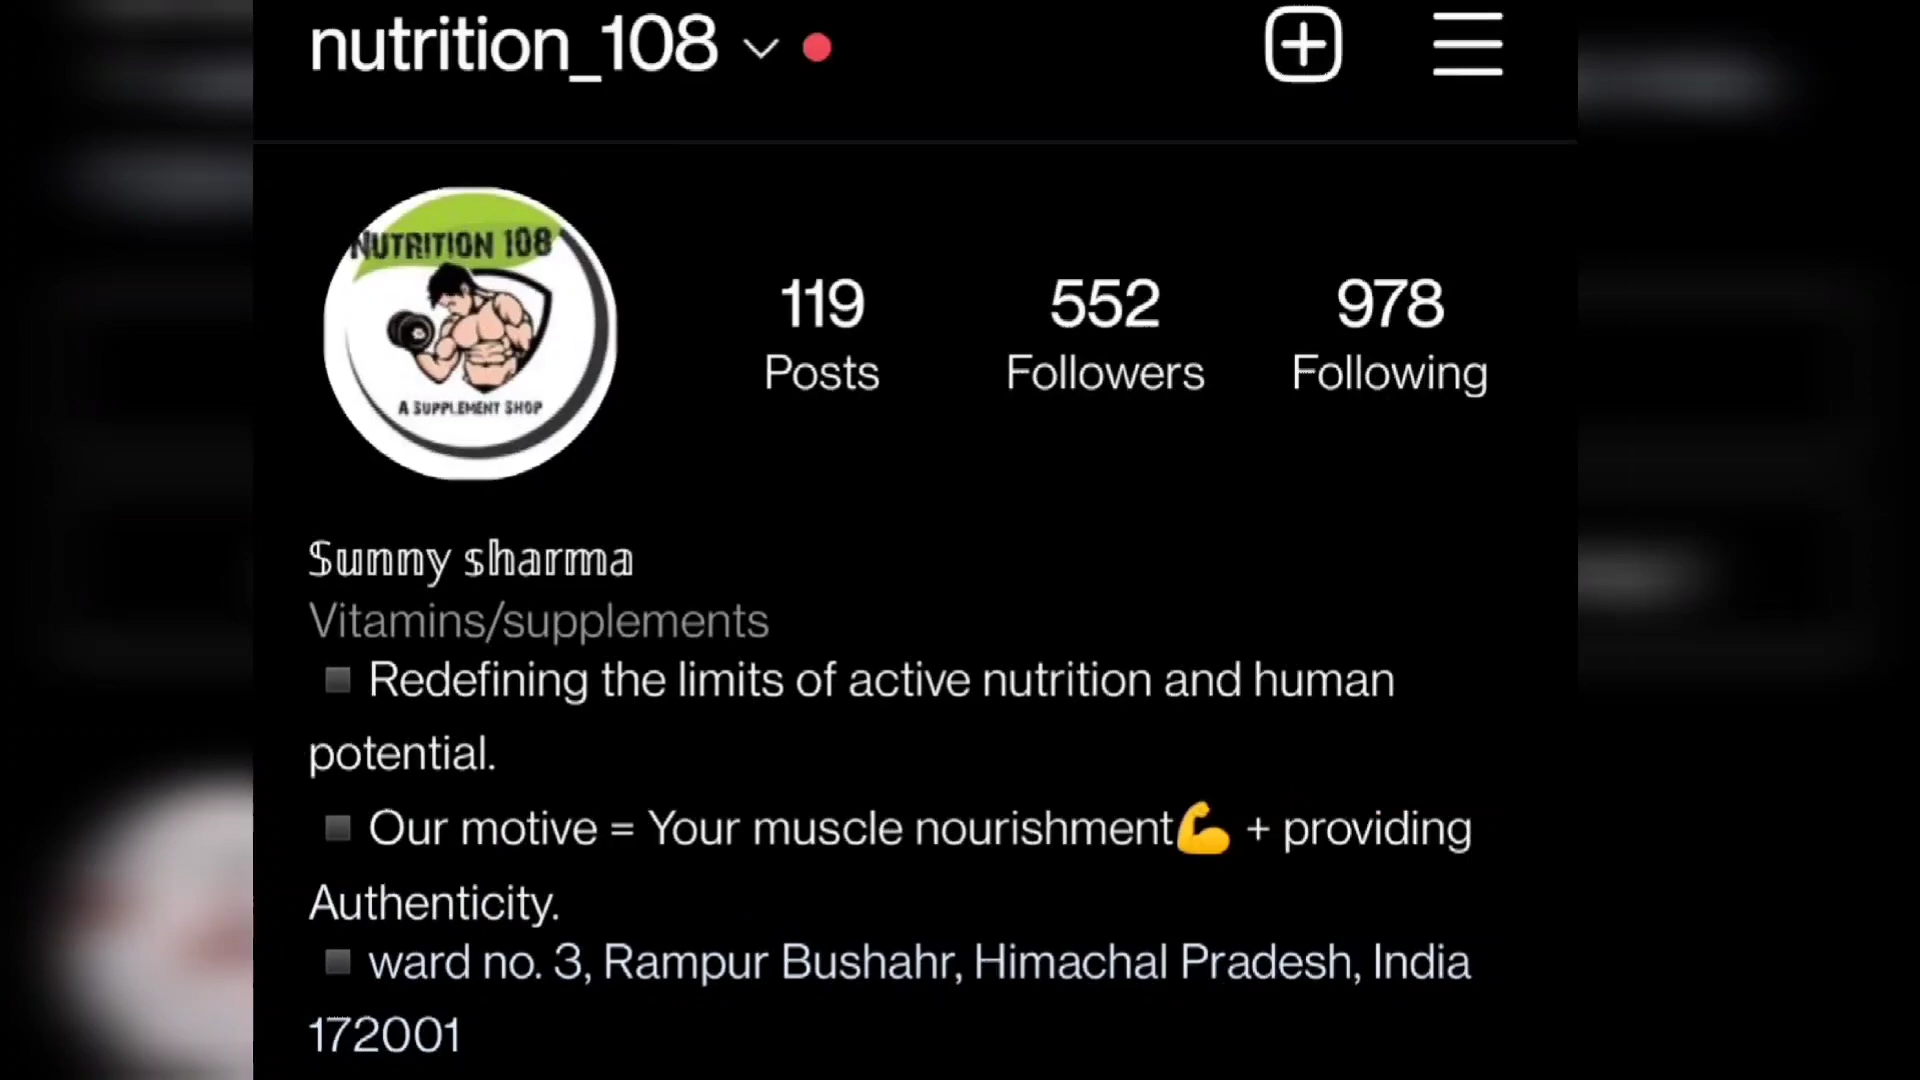 nutrition_108
NUTRITION 108
A SUPPLEMENT SHOP
119
Posts
552
Followers
978
Following
𝕊𝕦𝕟𝕟𝕪 𝕤𝕙𝕒𝕣𝕞𝕒
Vitamins/supplements
▪️Redefining the limits of active nutrition and human
potential.
▪️Our motive = Your muscle nourishment💪 + providing
Authenticity.
▪️ward no. 3, Rampur Bushahr, Himachal Pradesh, India
172001